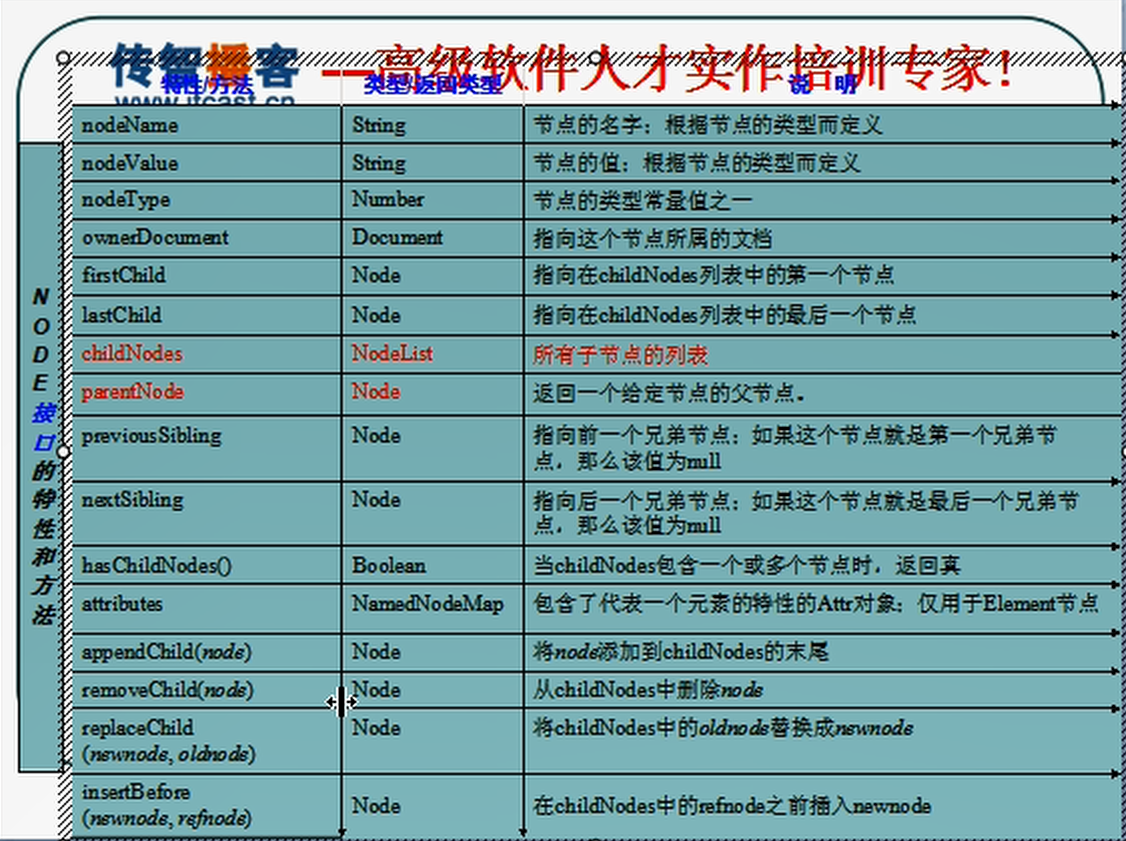 传智播客 —高级软件人才实作培训专家!
www.itcast.cn
特性/方法 类型/返回类型 说 明
NODE接口的特性和方法
nodeName String 节点的名字；根据节点的类型而定义
nodeValue String 节点的值；根据节点的类型而定义
nodeType Number 节点的类型常量值之一
ownerDocument Document 指向这个节点所属的文档
firstChild Node 指向在childNodes列表中的第一个节点
lastChild Node 指向在childNodes列表中的最后一个节点
childNodes NodeList 所有子节点的列表
parentNode Node 返回一个给定节点的父节点。
previousSibling Node 指向前一个兄弟节点；如果这个节点就是第一个兄弟节
点，那么该值为null
nextSibling Node 指向后一个兄弟节点；如果这个节点就是最后一个兄弟节
点，那么该值为null
hasChildNodes() Boolean 当childNodes包含一个或多个节点时，返回真
attributes NamedNodeMap 包含了代表一个元素的特性的Attr对象；仅用于Element节点
appendChild(node) Node 将node添加到childNodes的末尾
removeChild(node) Node 从childNodes中删除node
replaceChild Node 将childNodes中的oldnode替换成newnode
(newnode, oldnode)
insertBefore
(newnode, refnode) Node 在childNodes中的refnode之前插入newnode